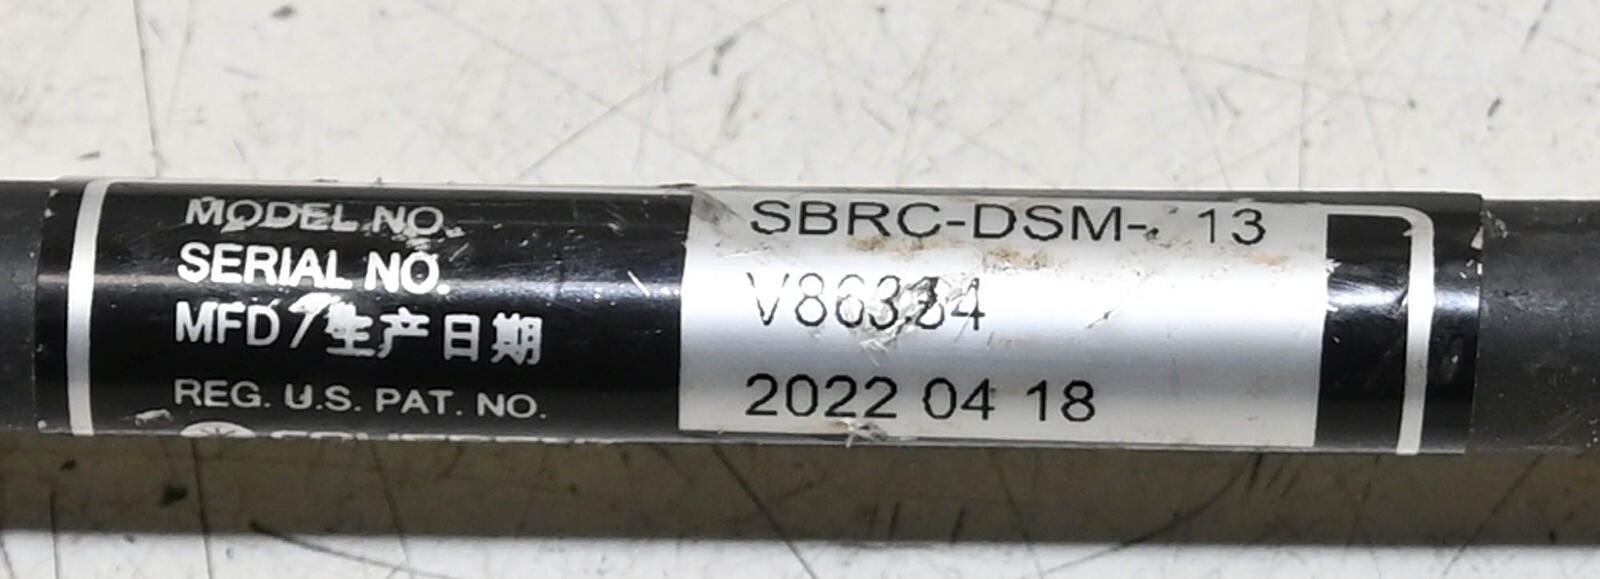 MODEL NO. SBRC-DSM- 13
SERIAL NO.
MFD 生产日期 2022 04 18
REG. U.S. PAT. NO.